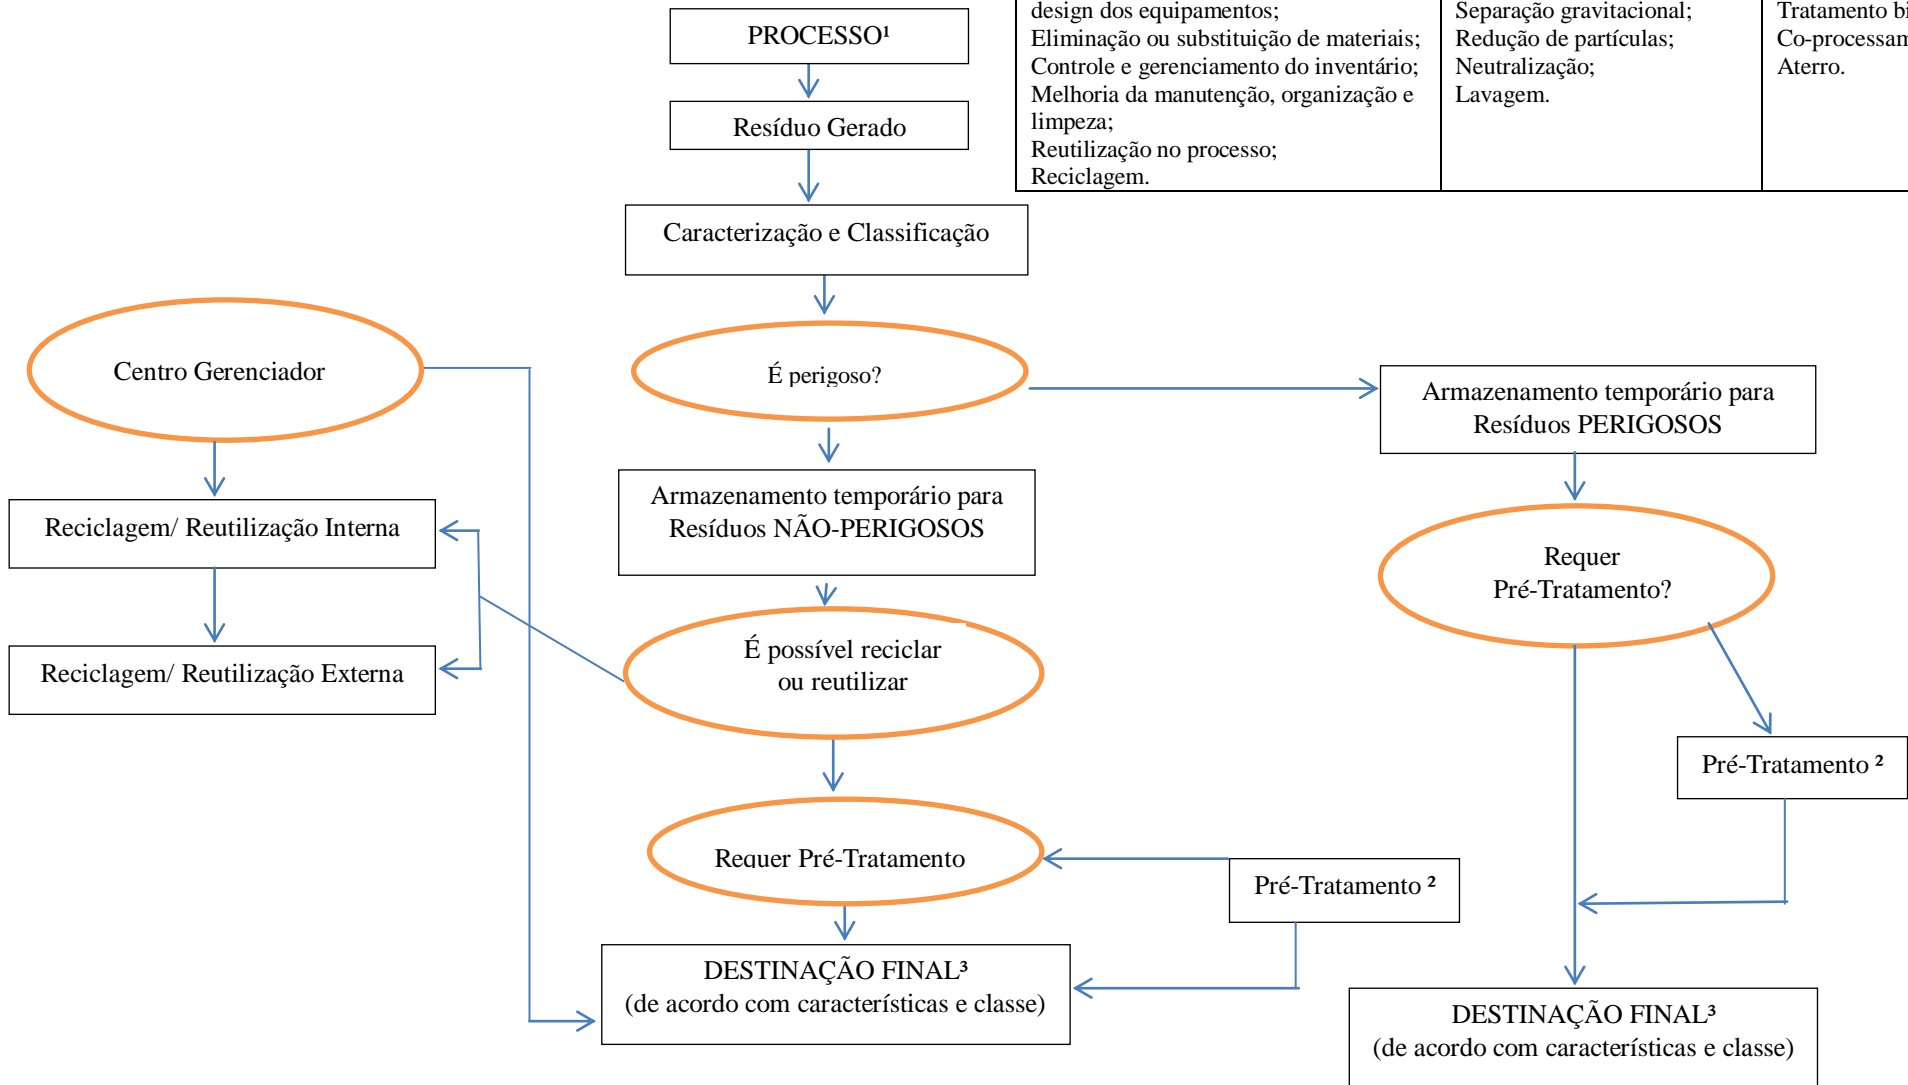 design dos equipamentos;
Eliminação ou substituição de materiais;
Controle e gerenciamento do inventário;
Melhoria da manutenção, organização e
limpeza;
Reutilização no processo;
Reciclagem.
Separação gravitacional;
Redução de partículas;
Neutralização;
Lavagem.
Tratamento
Aterro.
PROCESSO¹
Resíduo Gerado
Caracterização e Classificação
Centro Gerenciador
É perigoso?
Armazenamento temporário para
Resíduos PERIGOSOS
Armazenamento temporário para
Resíduos NÃO-PERIGOSOS
Reciclagem/ Reutilização Interna
Requer
Pré-Tratamento?
É possível reciclar
ou reutilizar
Reciclagem/ Reutilização Externa
Pré-Tratamento ²
Requer Pré-Tratamento
Pré-Tratamento ²
DESTINAÇÃO FINAL³
(de acordo com características e classe)
DESTINAÇÃO FINAL³
(de acordo com características e classe)